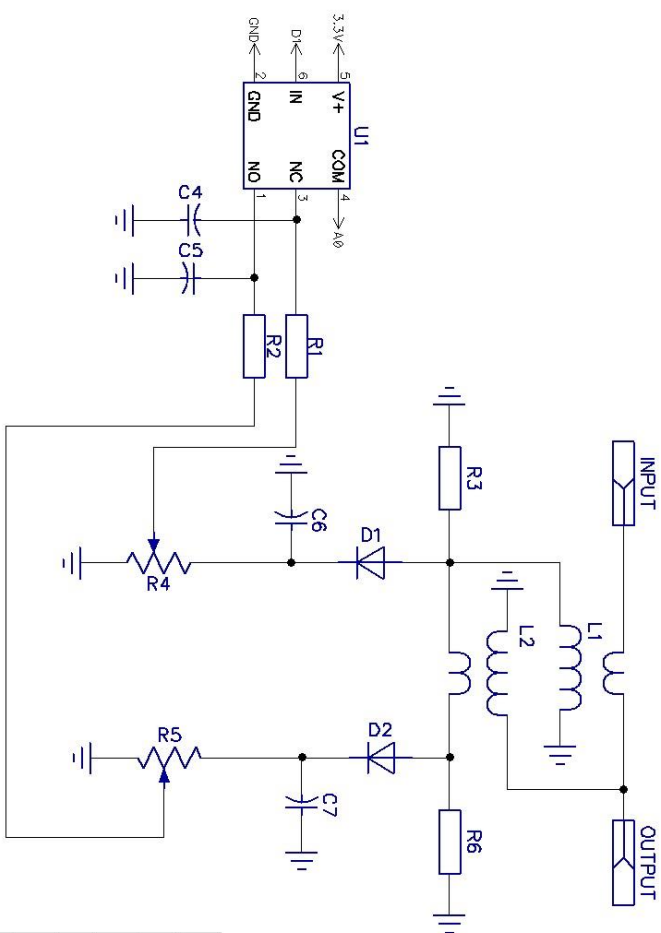 GND
D1
3.3V
2
6
5
GND
IN
V+
U1
NO
NC
COM
1
3
4
A0
C4
C5
R2
R1
R3
INPUT
C6
D1
R4
L2
L1
R5
D2
C7
R6
OUTPUT